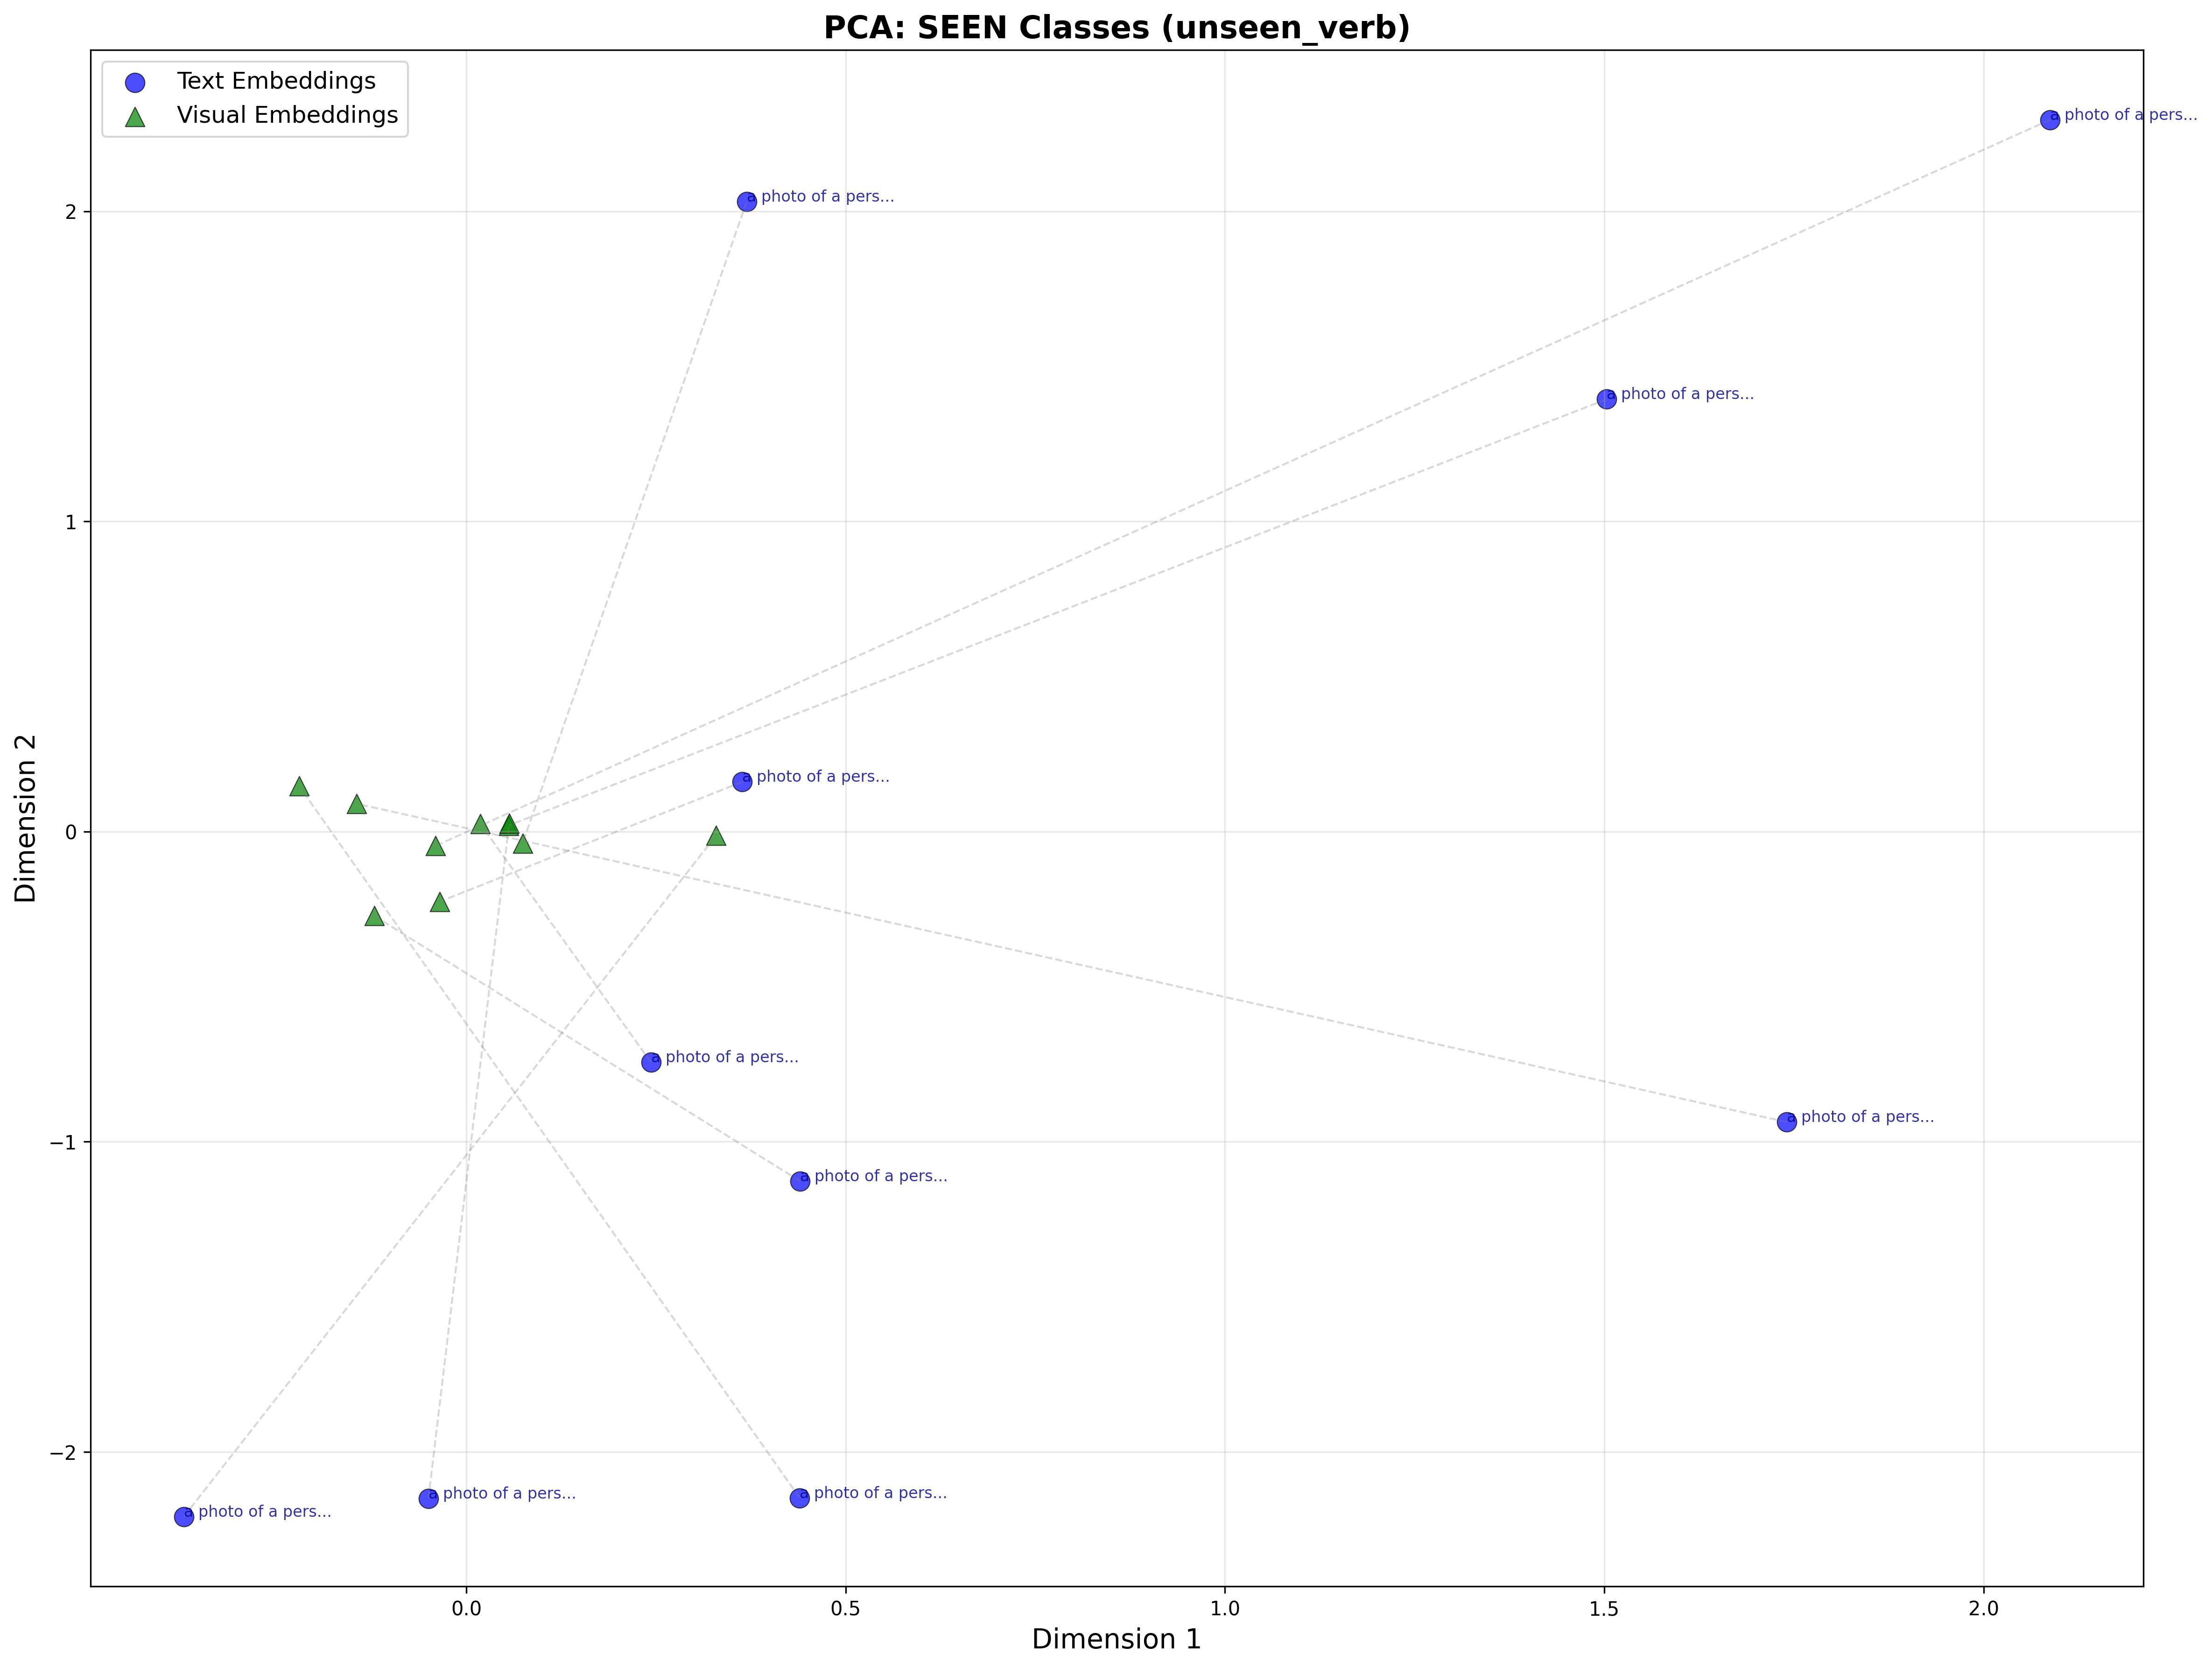 PCA: SEEN Classes (unseen_verb)
Text Embeddings
Visual Embeddings
a photo of a pers...
a photo of a pers...
a photo of a pers...
a photo of a pers...
a photo of a pers...
a photo of a pers...
a photo of a pers...
a photo of a pers...
a photo of a pers...
a photo of a pers...
2
1
0
−1
−2
Dimension 2
0.0
0.5
1.0
1.5
2.0
Dimension 1